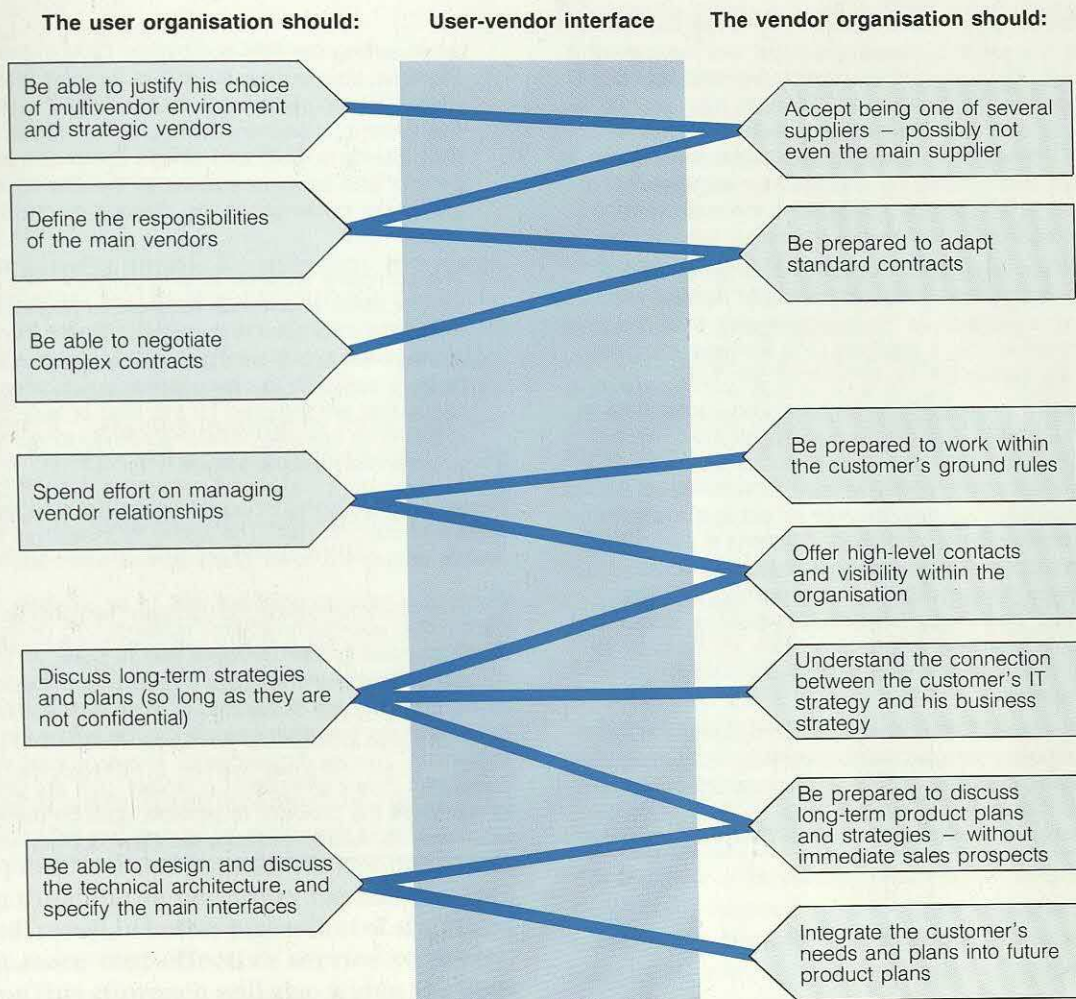 The user organisation should:
User-vendor interface
The vendor organisation should:
Be able to justify his choice
of multivendor environment
and strategic vendors
Define the responsibilities
of the main vendors
Be able to negotiate
complex contracts
Spend effort on managing
vendor relationships
Discuss long-term strategies
and plans (so long as they are
not confidential)
Be able to design and discuss
the technical architecture, and
specify the main interfaces
Accept being one of several
suppliers – possibly not
even the main supplier
Be prepared to adapt
standard contracts
Be prepared to work within
the customer's ground rules
Offer high-level contacts
and visibility within the
organisation
Understand the connection
between the customer's IT
strategy and his business
strategy
Be prepared to discuss
long-term product plans
and strategies – without
immediate sales prospects
Integrate the customer's
needs and plans into future
product plans